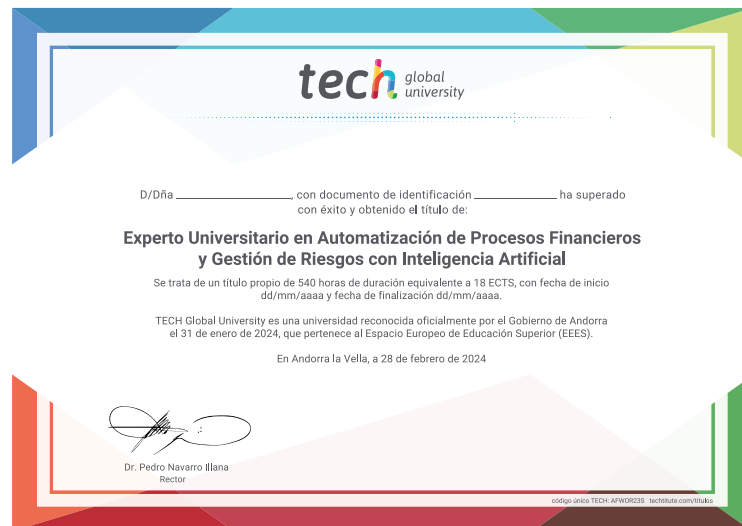 tech global university
D/Dña ____________, con documento de identificación ____________ ha superado
con éxito y obtenido el título de:
Experto Universitario en Automatización de Procesos Financieros
y Gestión de Riesgos con Inteligencia Artificial
Se trata de un título propio de 540 horas de duración equivalente a 18 ECTS, con fecha de inicio
dd/mm/aaaa y fecha de finalización dd/mm/aaaa.
TECH Global University es una universidad reconocida oficialmente por el Gobierno de Andorra
el 31 de enero de 2024, que pertenece al Espacio Europeo de Educación Superior (EEES).
En Andorra la Vella, a 28 de febrero de 2024
Dr. Pedro Navarro Illana
Rector
código único TECH: AFWOR23S techtitute.com/titulos